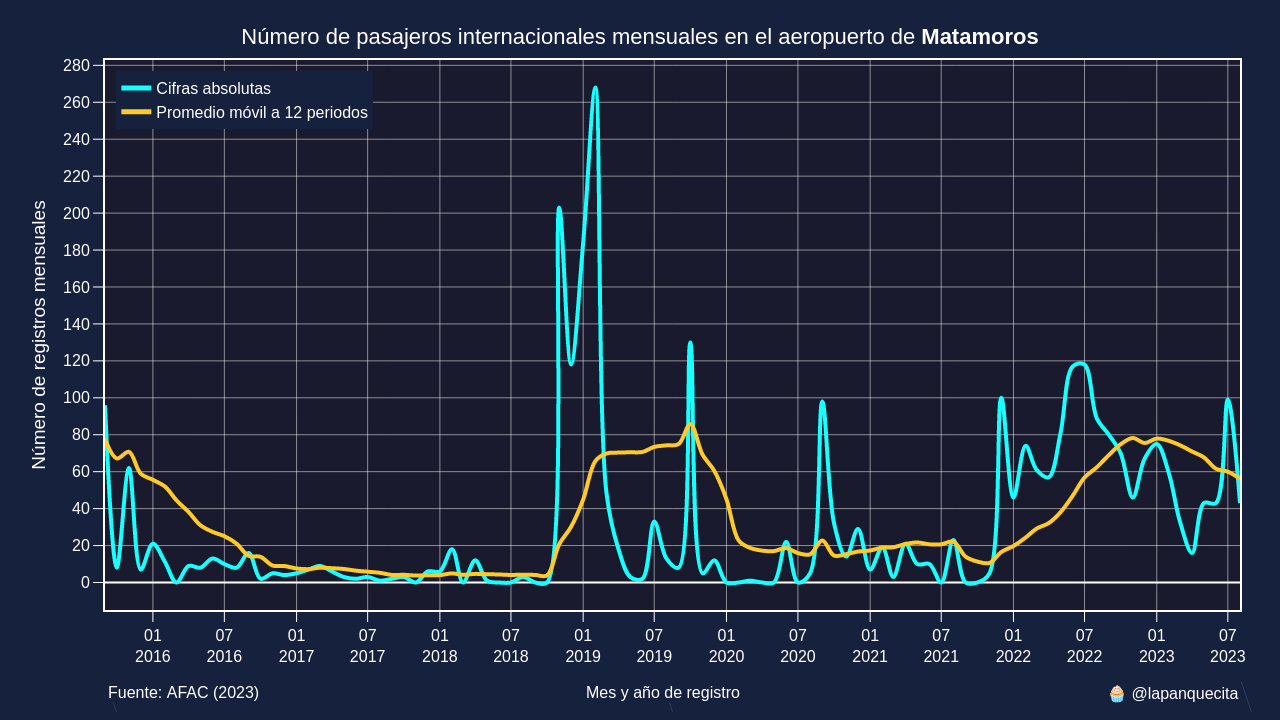 Número de pasajeros internacionales mensuales en el aeropuerto de Matamoros
Cifras absolutas
Promedio móvil a 12 periodos
Número de registros mensuales
280
260
240
220
200
180
160
140
120
100
80
60
40
20
0
01 07 01 07 01 07 01 07 01 07 01 07 01 07 01 07
2016 2016 2017 2017 2018 2018 2019 2019 2020 2020 2021 2021 2022 2022 2023 2023
Fuente: AFAC (2023) Mes y año de registro 🧁 @lapanquecita